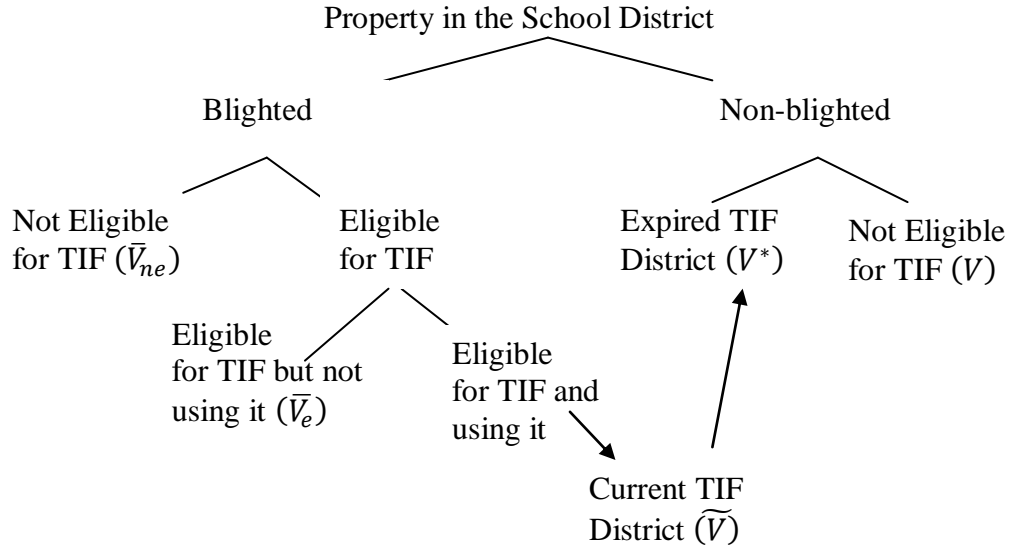 Property in the School District
Blighted
Non-blighted
Not Eligible
for TIF (V̄ₙₑ)
Eligible
for TIF
Expired TIF
District (V*)
Not Eligible
for TIF (V)
Eligible
for TIF but not
using it (V̄ₑ)
Eligible
for TIF and
using it
Current TIF
District (Ṽ)